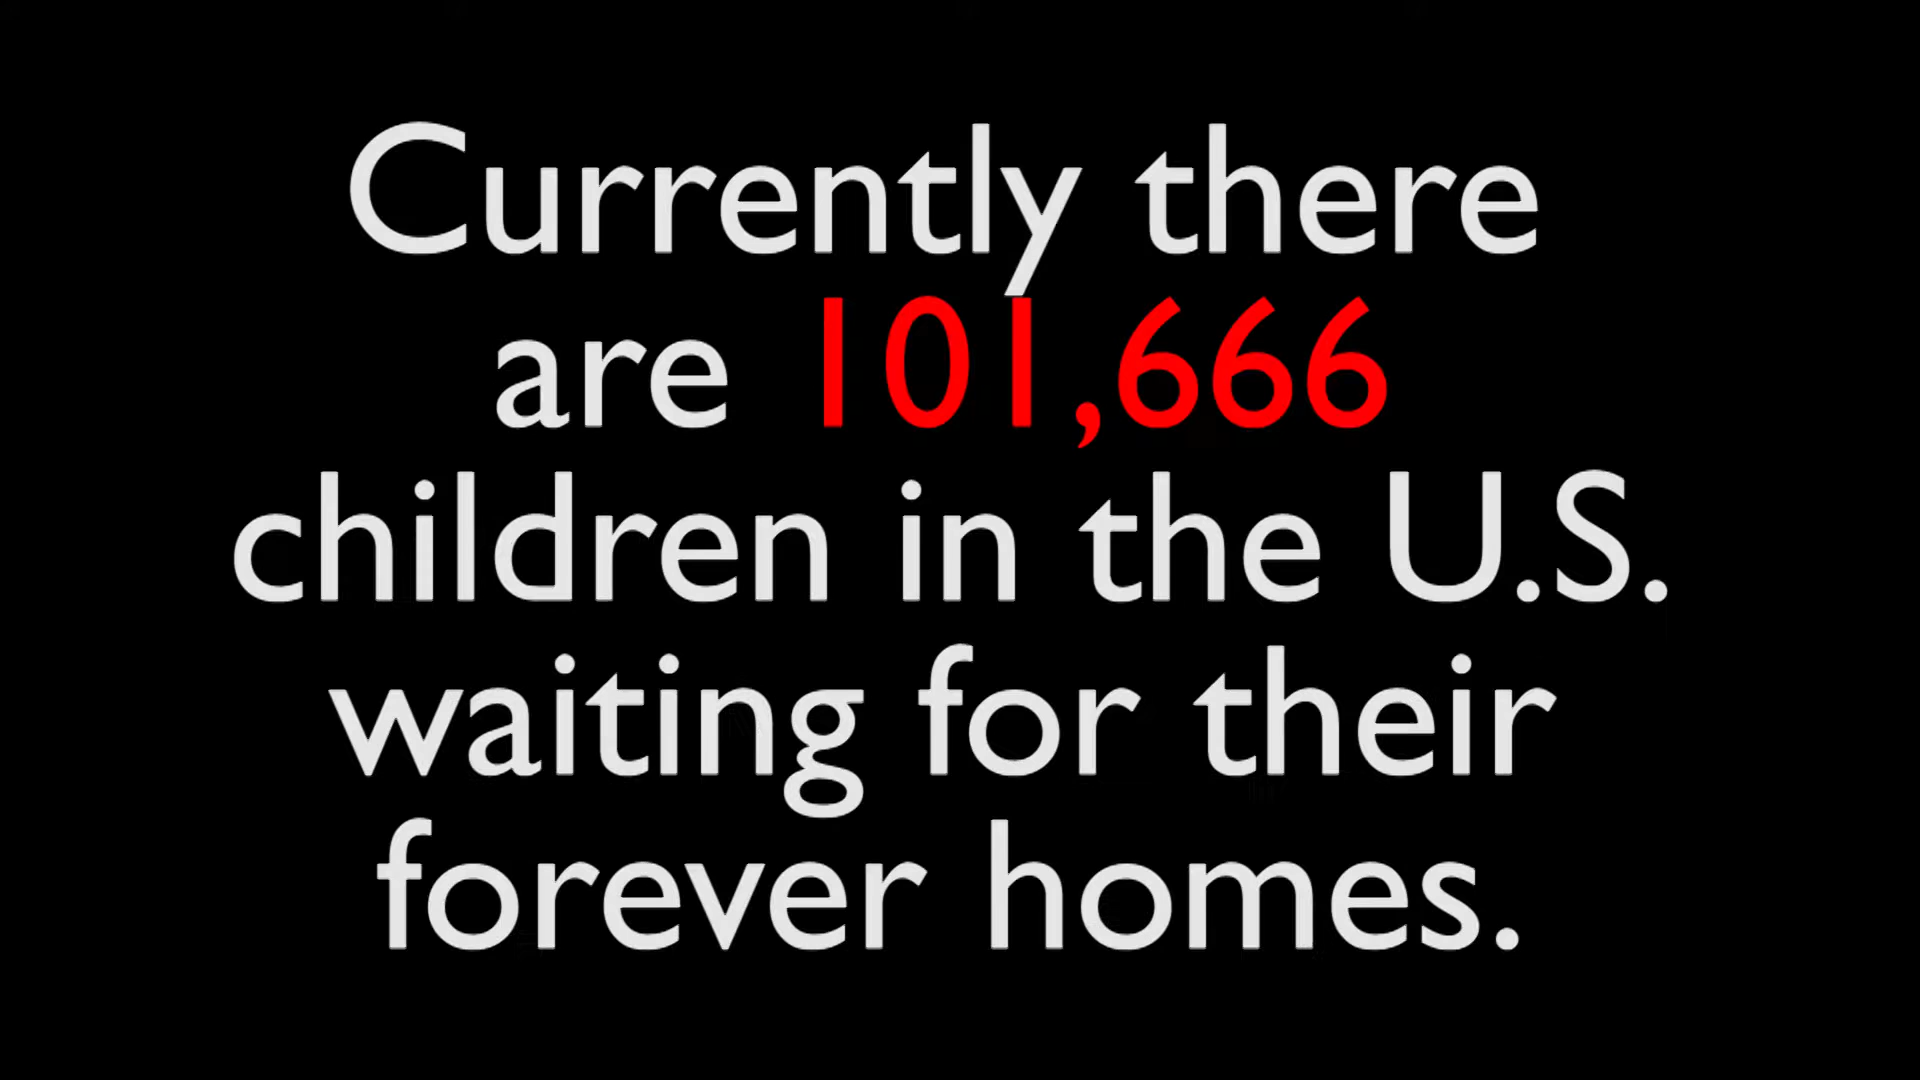 Currently there
are 101,666
children in the U.S.
waiting for their
forever homes.